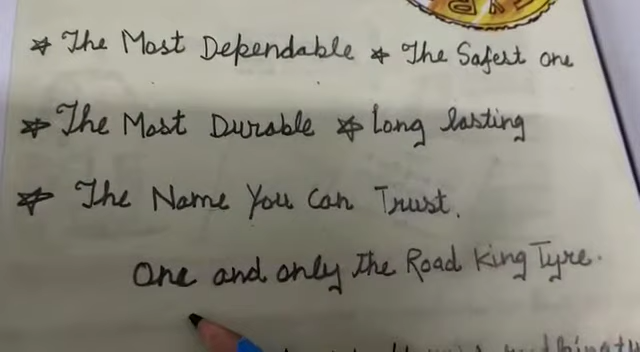 ☆ The Most Dependable ☆ The Safest one
☆ The Most Durable ☆ Long lasting
☆ The Name You Can Trust.
One and only The Road King Tyre.